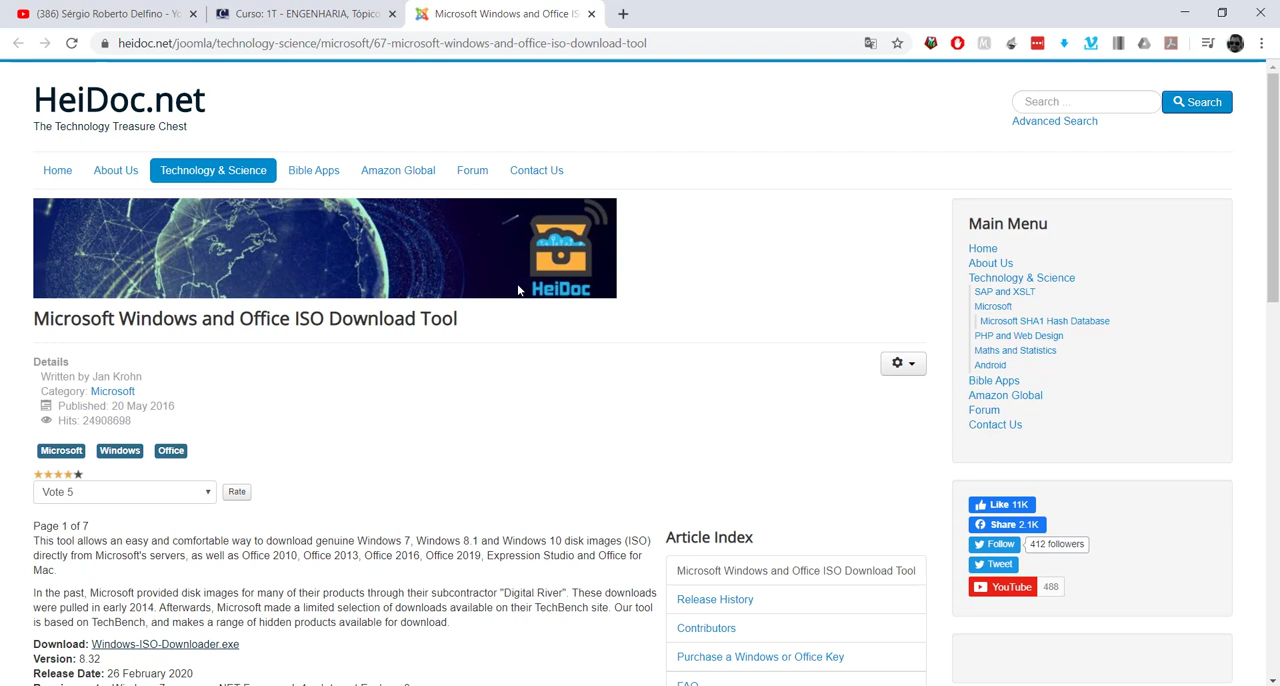 (386) Sérgio Roberto Delfino - Yo
Curso: 1T - ENGENHARIA, Tópico
Microsoft Windows and Office IS
heidoc.net/joomla/technology-science/microsoft/67-microsoft-windows-and-office-iso-download-tool
HeiDoc.net
The Technology Treasure Chest
Search ...
Search
Advanced Search
Home
About Us
Technology & Science
Bible Apps
Amazon Global
Forum
Contact Us
HeiDoc
Microsoft Windows and Office ISO Download Tool
Details
Written by Jan Krohn
Category: Microsoft
Published: 20 May 2016
Hits: 24908698
Microsoft
Windows
Office
Vote 5
Rate
Page 1 of 7
This tool allows an easy and comfortable way to download genuine Windows 7, Windows 8.1 and Windows 10 disk images (ISO)
directly from Microsoft's servers, as well as Office 2010, Office 2013, Office 2016, Office 2019, Expression Studio and Office for
Mac.
In the past, Microsoft provided disk images for many of their products through their subcontractor "Digital River". These downloads
were pulled in early 2014. Afterwards, Microsoft made a limited selection of downloads available on their TechBench site. Our tool
is based on TechBench, and makes a range of hidden products available for download.
Download: Windows-ISO-Downloader.exe
Version: 8.32
Release Date: 26 February 2020
Article Index
Microsoft Windows and Office ISO Download Tool
Release History
Contributors
Purchase a Windows or Office Key
FAQ
Main Menu
Home
About Us
Technology & Science
SAP and XSLT
Microsoft
Microsoft SHA1 Hash Database
PHP and Web Design
Maths and Statistics
Android
Bible Apps
Amazon Global
Forum
Contact Us
Like 11K
Share 2.1K
Follow
412 followers
Tweet
YouTube
488